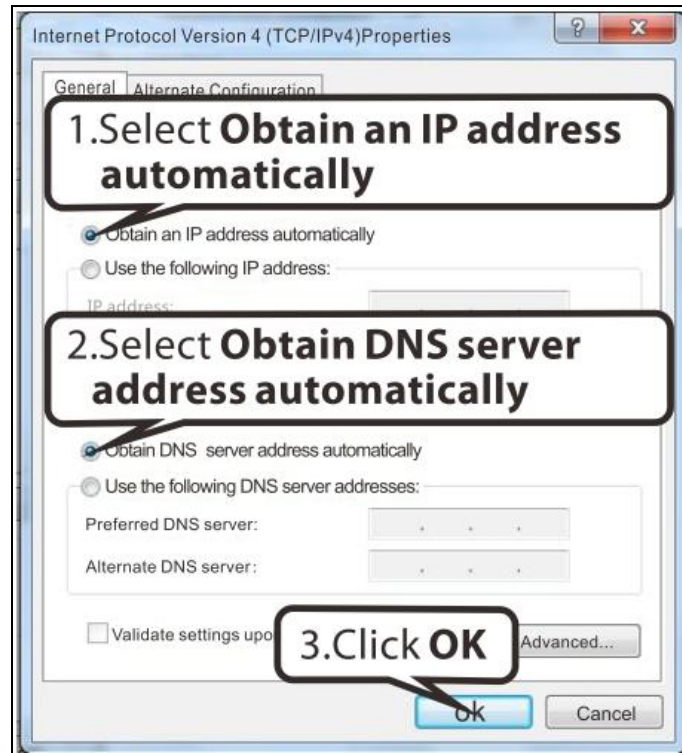 Internet Protocol Version 4 (TCP/IPv4)Properties
General Alternate Configuration
1.Select Obtain an IP address
automatically
Obtain an IP address automatically
Use the following IP address:
IP address:
2.Select Obtain DNS server
address automatically
Obtain DNS server address automatically
Use the following DNS server addresses:
Preferred DNS server:
Alternate DNS server:
Validate settings upo
3.Click OK
Advanced...
ok Cancel